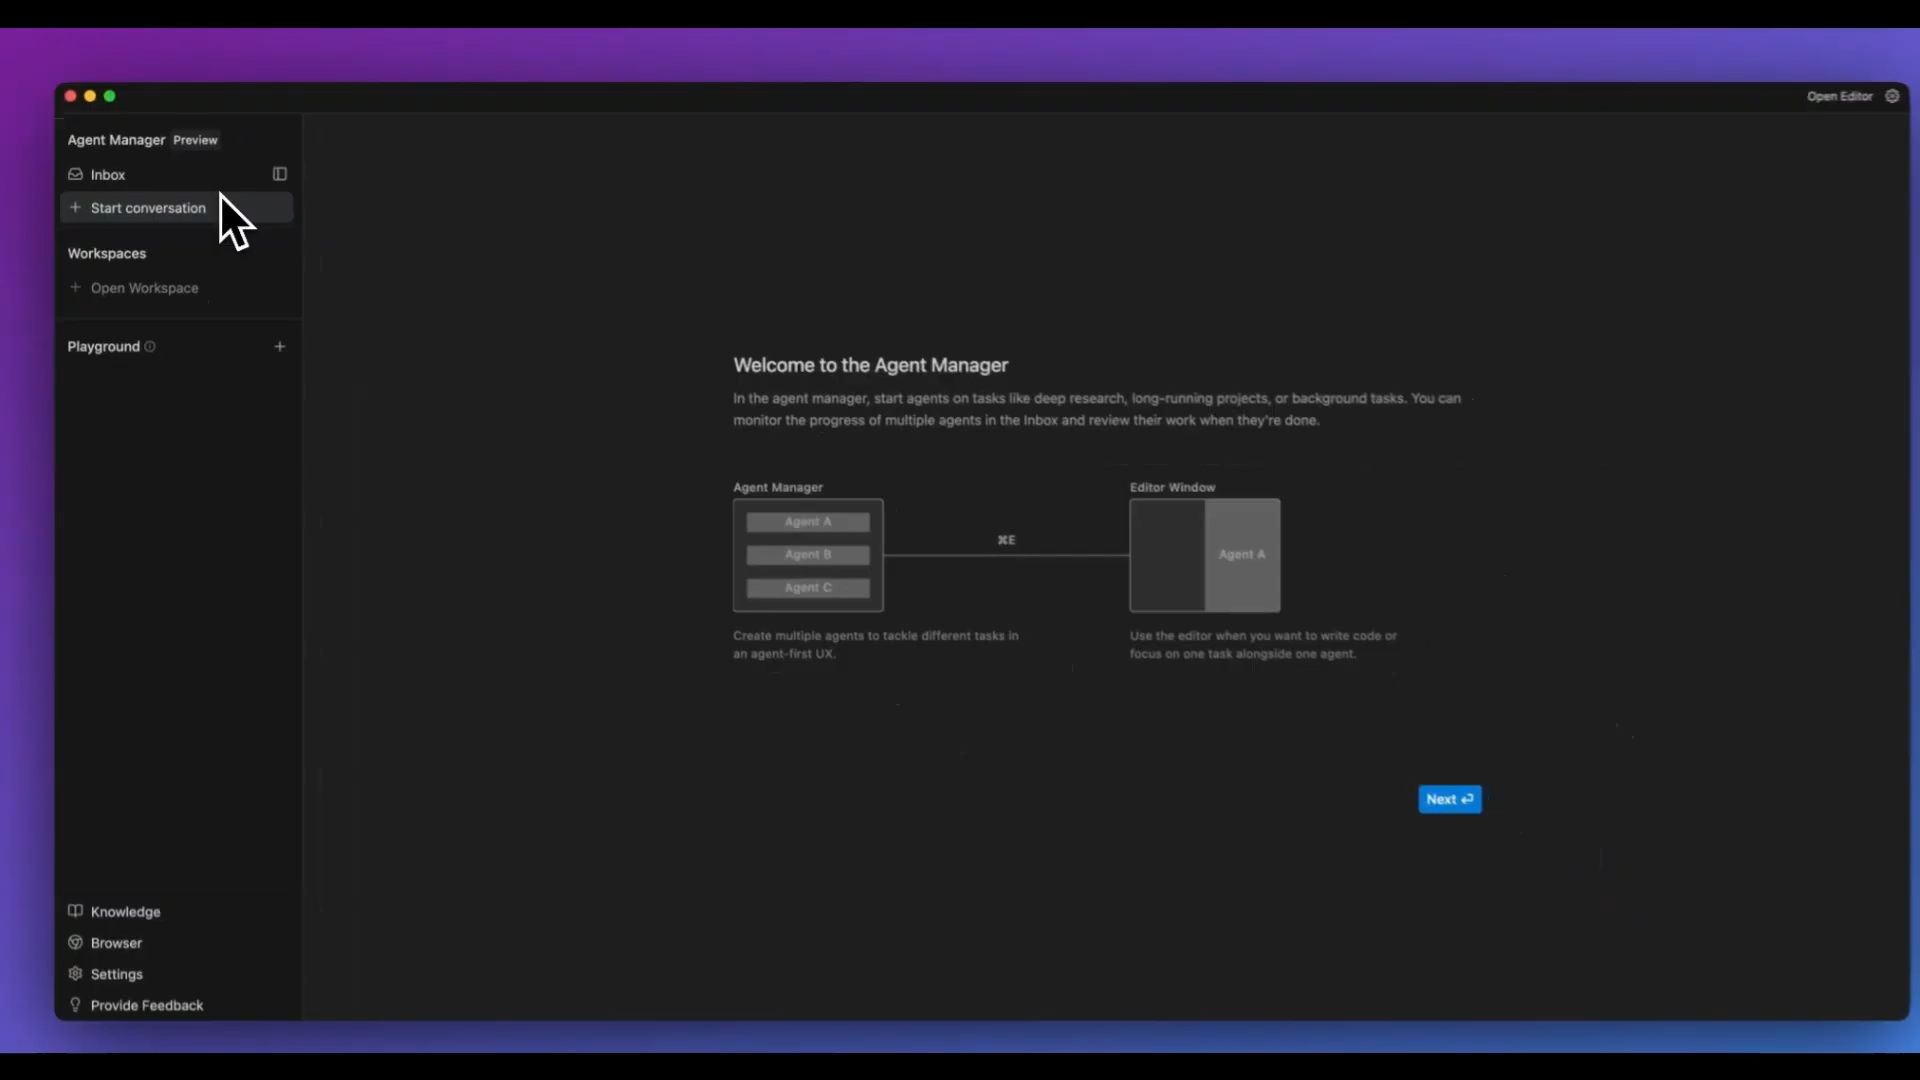 Open Editor
Agent Manager Preview
Inbox
Start conversation
Workspaces
Open Workspace
Playground
Welcome to the Agent Manager
In the agent manager, start agents on tasks like deep research, long-running projects, or background tasks. You can
monitor the progress of multiple agents in the Inbox and review their work when they're done.
Agent Manager
Agent A
Agent B
Agent C
⌘E
Editor Window
Agent A
Create multiple agents to tackle different tasks in
an agent-first UX.
Use the editor when you want to write code or
focus on one task alongside one agent.
Next
Knowledge
Browser
Settings
Provide Feedback